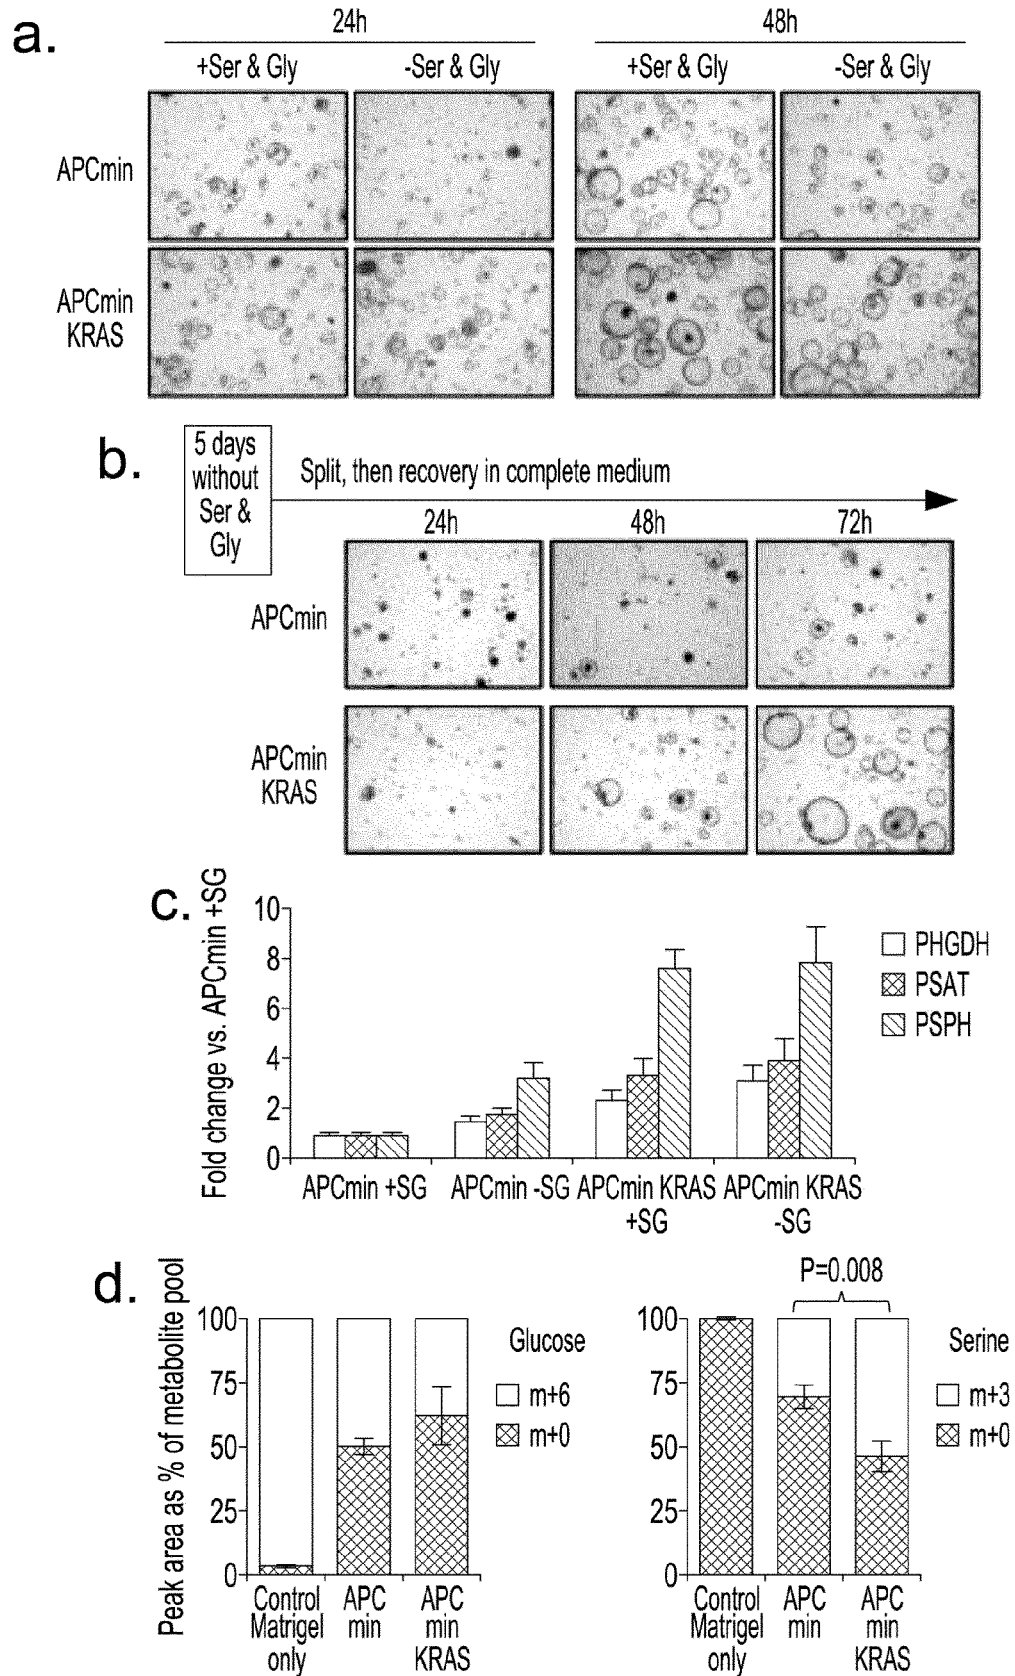 a.
24h
48h
+Ser & Gly
-Ser & Gly
+Ser & Gly
-Ser & Gly
APCmin
APCmin
KRAS
b.
5 days
without
Ser &
Gly
Split, then recovery in complete medium
24h
48h
72h
APCmin
APCmin
KRAS
c.
Fold change vs. APCmin +SG
10
8
6
4
2
0
PHGDH
PSAT
PSPH
APCmin +SG
APCmin -SG
APCmin KRAS
+SG
APCmin KRAS
-SG
d.
Peak area as % of metabolite pool
100
75
50
25
0
Glucose
m+6
m+0
Control
Matrigel
only
APC
min
APC
min
KRAS
P=0.008
100
75
50
25
0
Serine
m+3
m+0
Control
Matrigel
only
APC
min
APC
min
KRAS